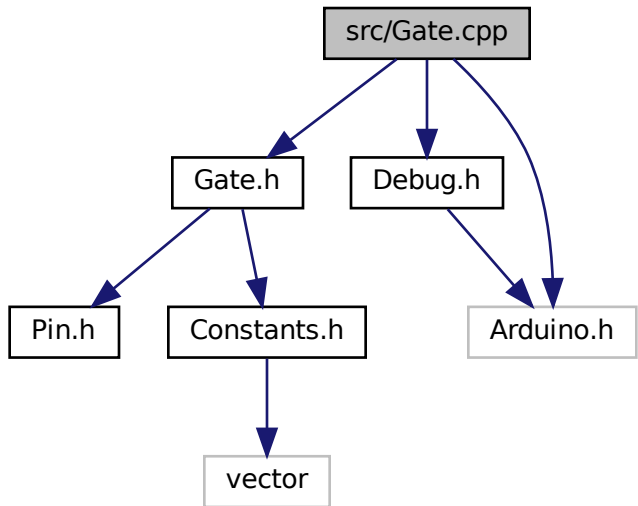 src/Gate.cpp
Gate.h
Debug.h
Pin.h
Constants.h
Arduino.h
vector